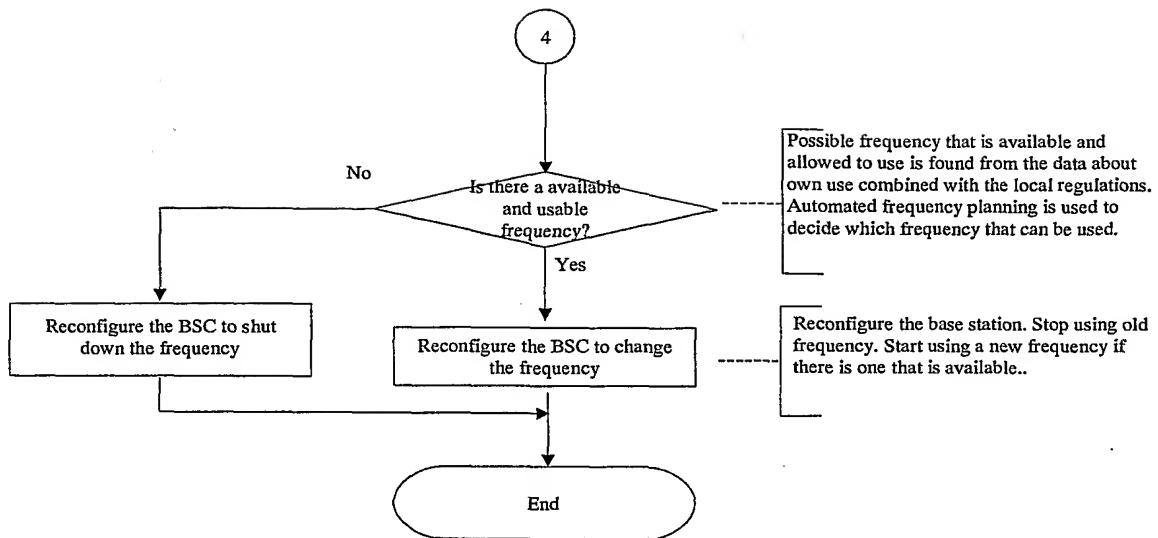 4
No
Is there a available
and usable
frequency?
Possible frequency that is available and
allowed to use is found from the data about
own use combined with the local regulations.
Automated frequency planning is used to
decide which frequency that can be used.
Yes
Reconfigure the BSC to shut
down the frequency
Reconfigure the BSC to change
the frequency
Reconfigure the base station. Stop using old
frequency. Start using a new frequency if
there is one that is available..
End